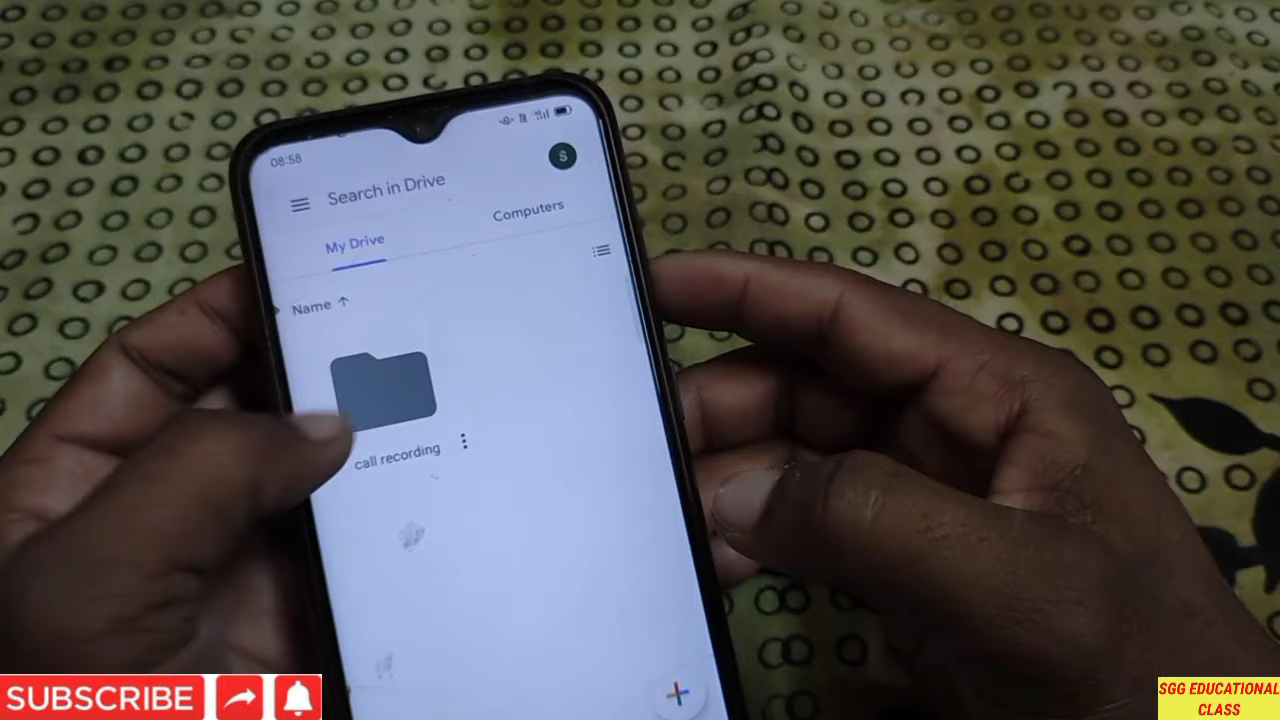 08:58
S
Search in Drive
My Drive
Computers
Name
call recording
SUBSCRIBE
SGG EDUCATIONAL
CLASS